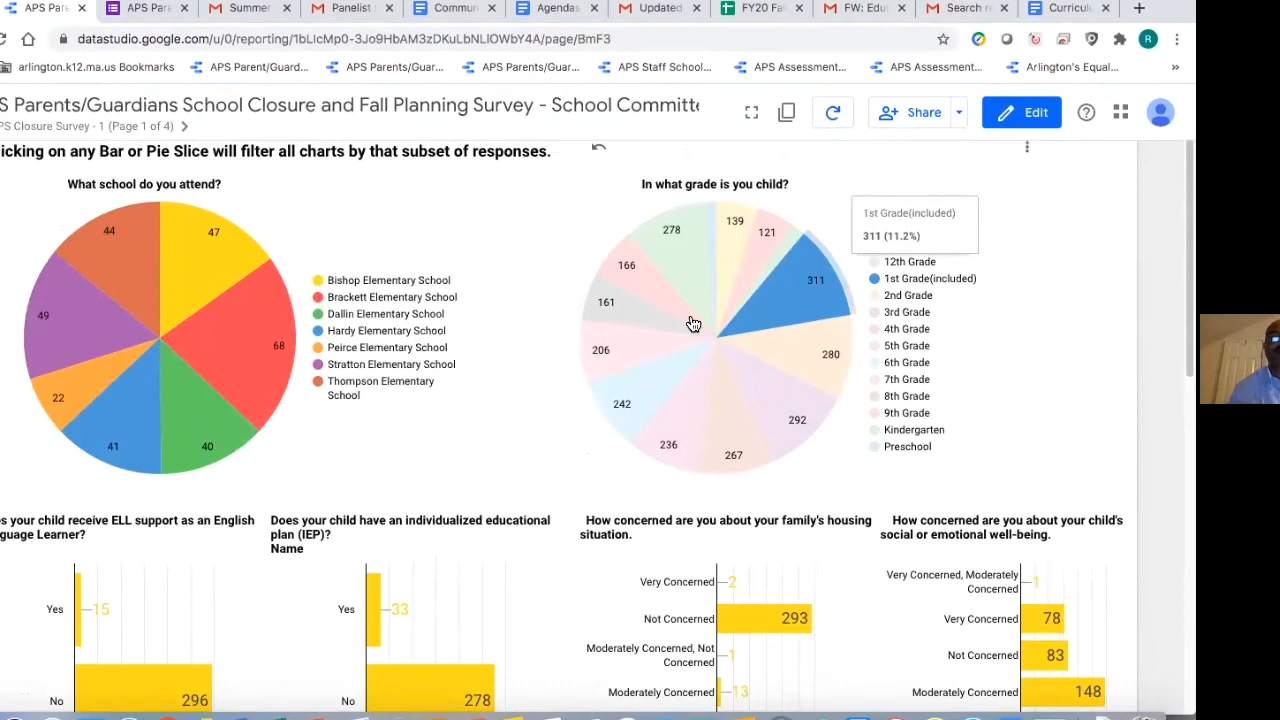 APS Par
APS Pare
Summer
Panelist
Commun
Agendas
Updated
FY20 Fal
FW: Edu
Search re
Curricul
datastudio.google.com/u/0/reporting/1bLIcMp0-3Jo9HbAM3zDKuLbNLlOWbY4A/page/BmF3
R
arlington.k12.ma.us Bookmarks
APS Parent/Guard...
APS Parents/Guar...
APS Parents/Guar...
APS Staff School...
APS Assessment...
APS Assessment...
Arlington's Equal...
»
S Parents/Guardians School Closure and Fall Planning Survey - School Committe
Share
Edit
PS Closure Survey - 1 (Page 1 of 4)
icking on any Bar or Pie Slice will filter all charts by that subset of responses.
What school do you attend?
47
68
40
41
22
49
44
Bishop Elementary School
Brackett Elementary School
Dallin Elementary School
Hardy Elementary School
Peirce Elementary School
Stratton Elementary School
Thompson Elementary
School
In what grade is you child?
139
121
311
280
292
267
236
242
206
161
166
278
1st Grade(included)
311 (11.2%)
12th Grade
1st Grade(included)
2nd Grade
3rd Grade
4th Grade
5th Grade
6th Grade
7th Grade
8th Grade
9th Grade
Kindergarten
Preschool
es your child receive ELL support as an English
guage Learner?
Yes
15
No
296
Does your child have an individualized educational
plan (IEP)?
Name
Yes
33
No
278
How concerned are you about your family's housing
situation.
Very Concerned
2
Not Concerned
293
Moderately Concerned, Not
Concerned
1
Moderately Concerned
13
How concerned are you about your child's
social or emotional well-being.
Very Concerned, Moderately
Concerned
1
Very Concerned
78
Not Concerned
83
Moderately Concerned
148